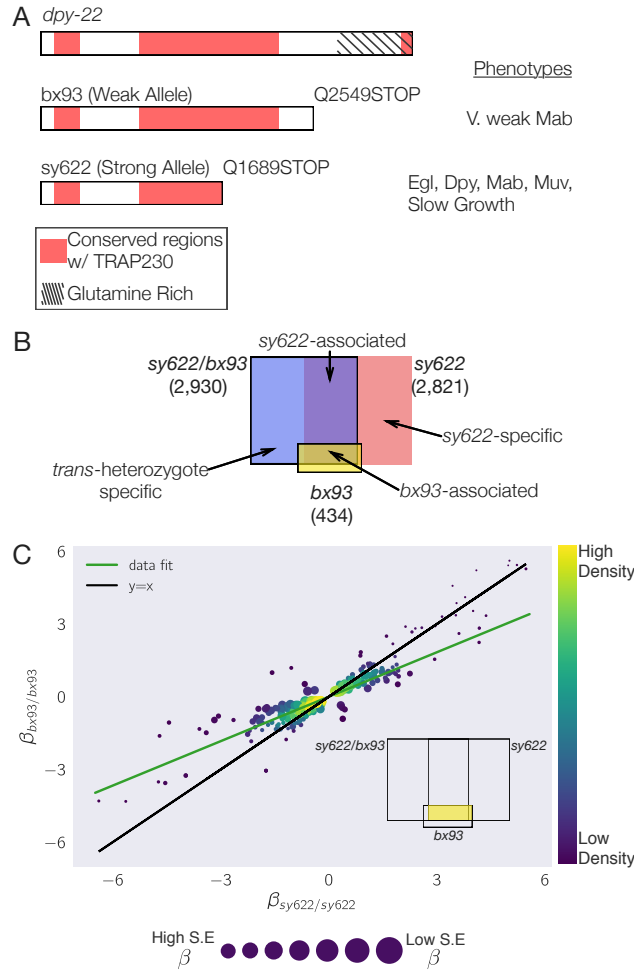 A
dpy-22
Phenotypes
bx93 (Weak Allele)
Q2549STOP
V. weak Mab
sy622 (Strong Allele)
Q1689STOP
Egl, Dpy, Mab, Muv,
Slow Growth
Conserved regions
w/ TRAP230
Glutamine Rich
B
sy622-associated
sy622/bx93
(2,930)
sy622
(2,821)
sy622-specific
trans-heterozygote
specific
bx93-associated
bx93
(434)
C
data fit
y=x
High
Density
6
3
0
−3
−6
βbx93/bx93
sy622/bx93
sy622
bx93
Low
Density
−6
−3
0
3
6
βsy622/sy622
High S.E
β
Low S.E
β